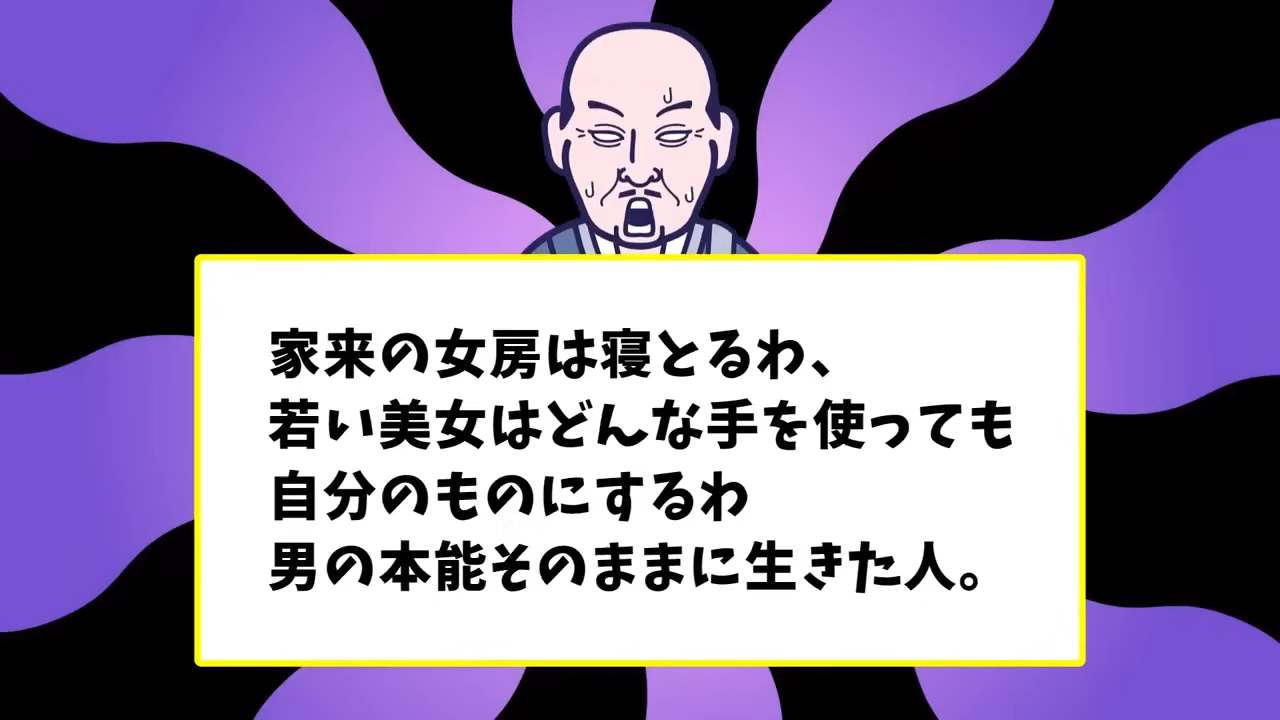 家来の女房は寝とるわ、
若い美女はどんな手を使っても
自分のものにするわ
男の本能そのままに生きた人。